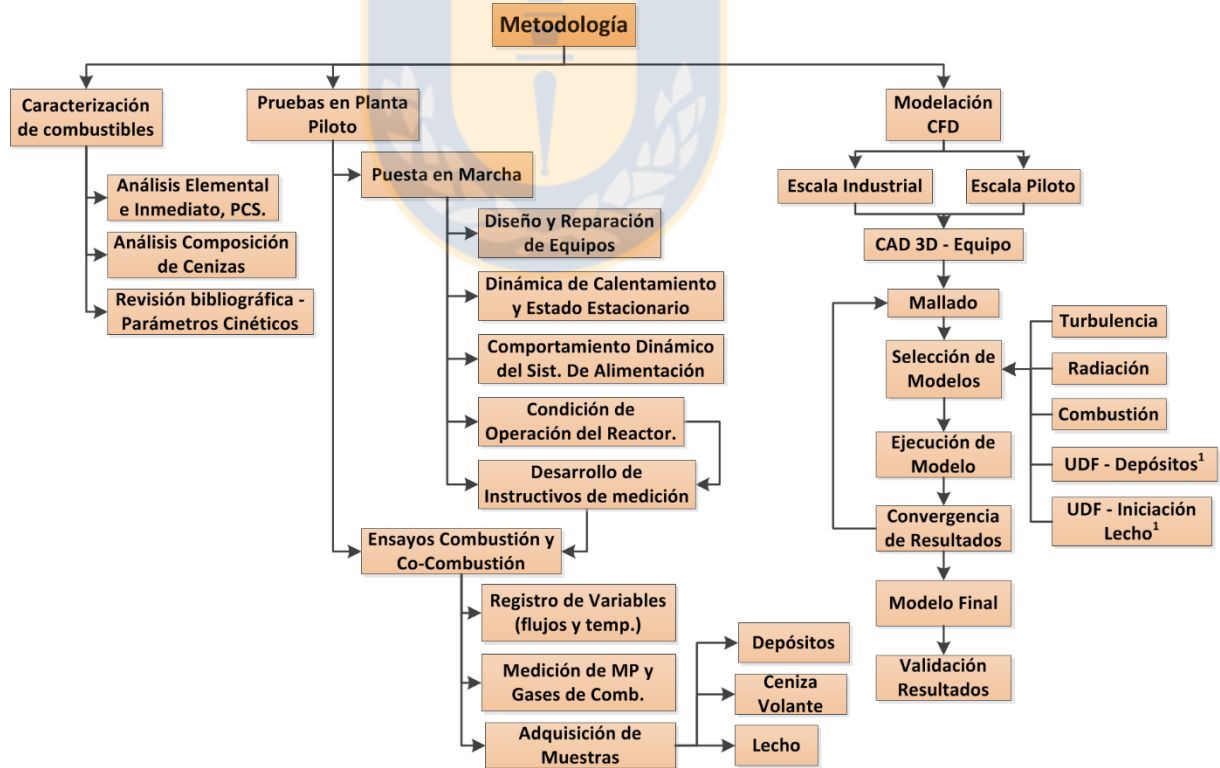 Metodología
Caracterización
de combustibles
Análisis Elemental
e Inmediato, PCS.
Análisis Composición
de Cenizas
Revisión bibliográfica -
Parámetros Cinéticos
Pruebas en Planta
Piloto
Puesta en Marcha
Diseño y Reparación
de Equipos
Dinámica de Calentamiento
y Estado Estacionario
Comportamiento Dinámico
del Sist. De Alimentación
Condición de
Operación del Reactor.
Desarrollo de
Instructivos de medición
Ensayos Combustión y
Co-Combustión
Registro de Variables
(flujos y temp.)
Medición de MP y
Gases de Comb.
Adquisición de
Muestras
Depósitos
Ceniza
Volante
Lecho
Modelación
CFD
Escala Industrial
Escala Piloto
CAD 3D - Equipo
Mallado
Selección de
Modelos
Turbulencia
Radiación
Combustión
UDF - Depósitos¹
UDF - Iniciación
Lecho¹
Ejecución de
Modelo
Convergencia
de Resultados
Modelo Final
Validación
Resultados